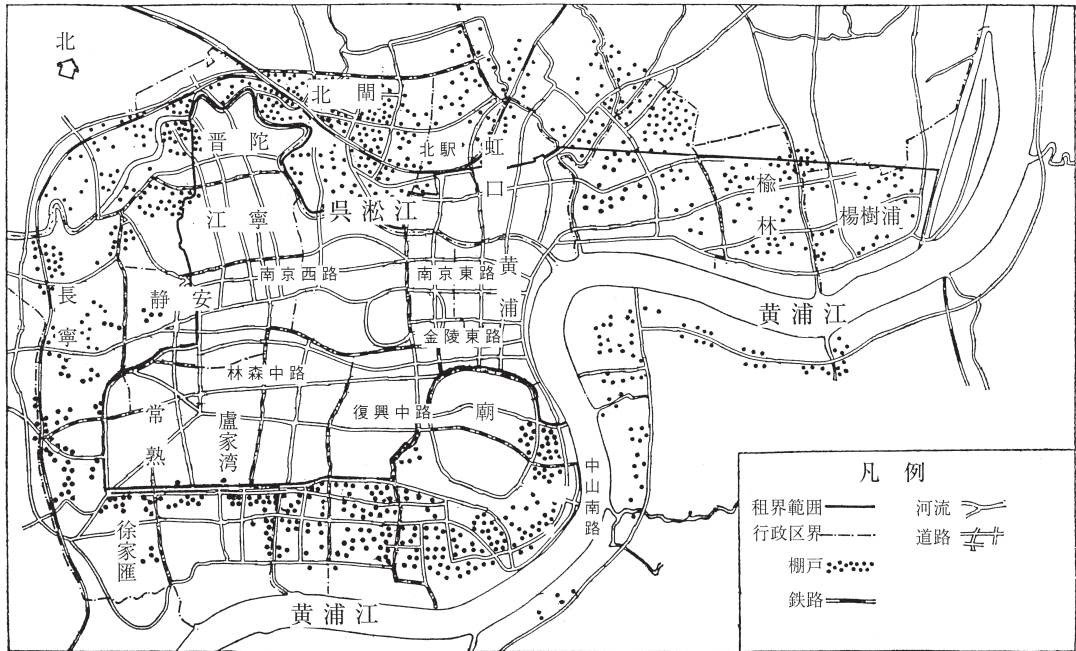 北
北閘
晋陀
北駅
虹口
呉淞江
江寧
楡林
楊樹浦
南京西路
南京東路
黄浦
長寧
静安
黄浦江
金陵東路
林森中路
復興中路
廟
常熟
盧家湾
中山南路
徐家匯
黄浦江
凡例
租界範囲
河流
行政区界
道路
棚戸
鉄路